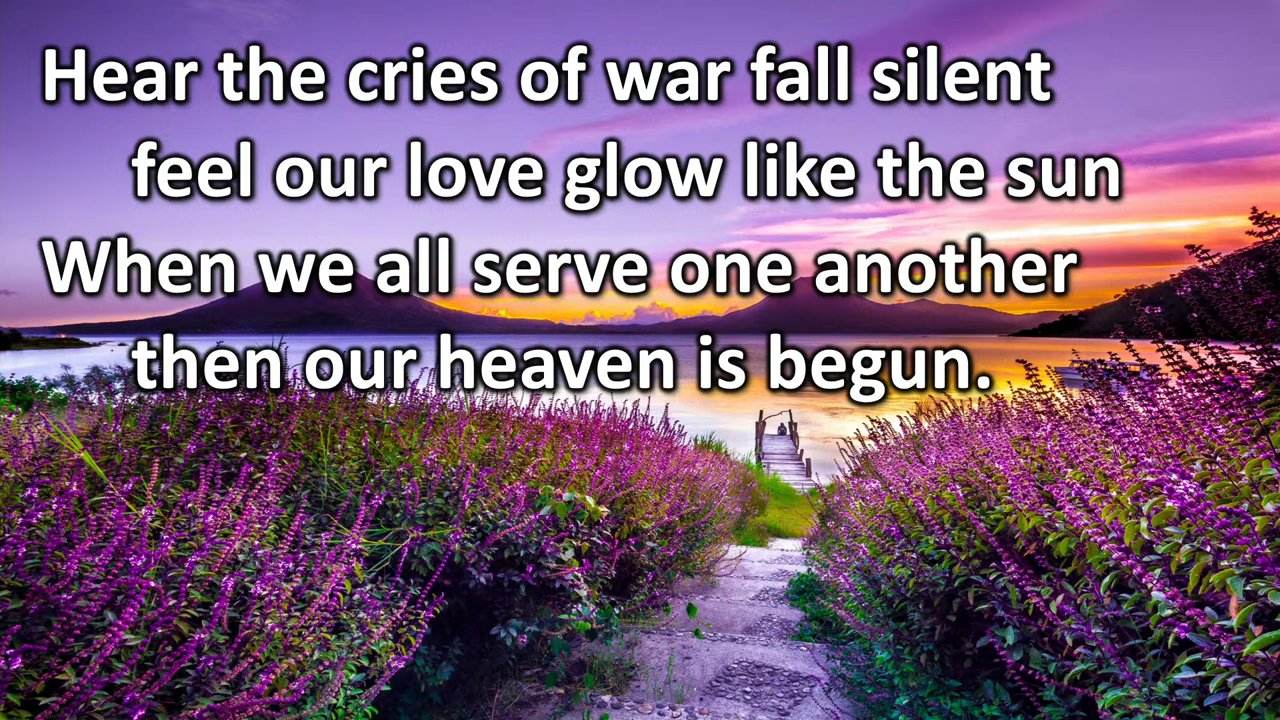 Hear the cries of war fall silent
feel our love glow like the sun
When we all serve one another
then our heaven is begun.